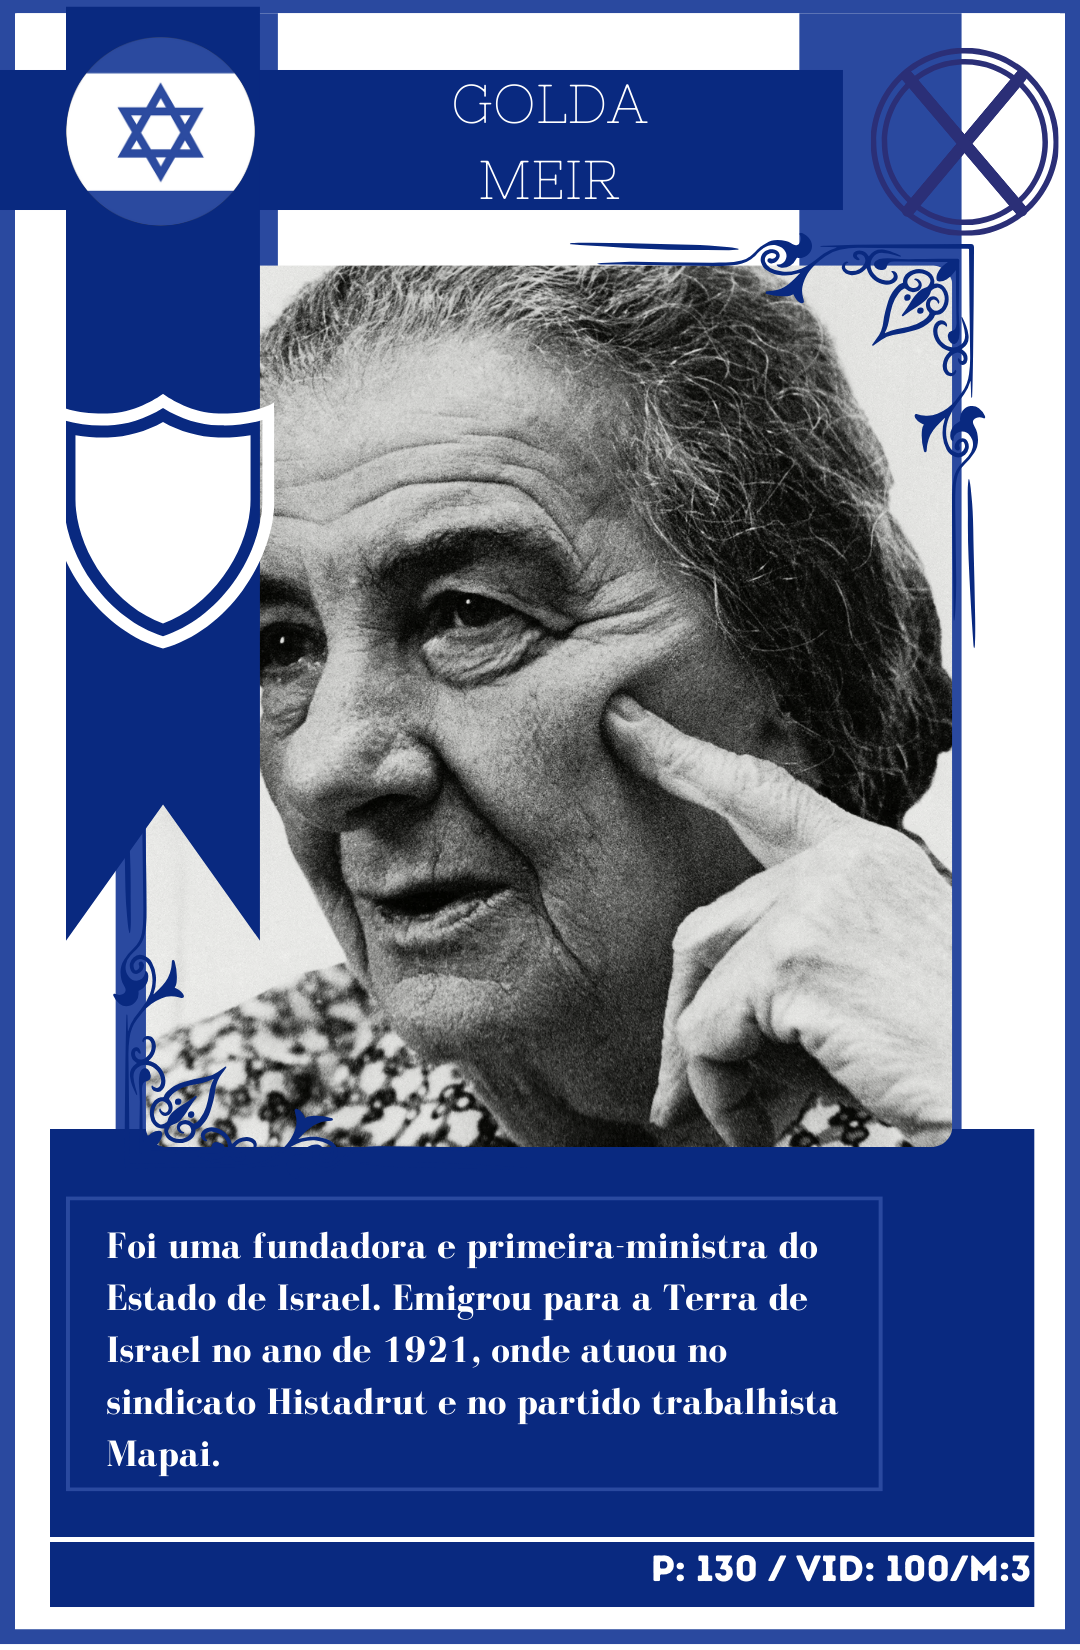 GOLDA
MEIR
Foi uma fundadora e primeira-ministra do
Estado de Israel. Emigrou para a Terra de
Israel no ano de 1921, onde atuou no
sindicato Histadrut e no partido trabalhista
Mapai.
P: 130 / VID: 100/M:3